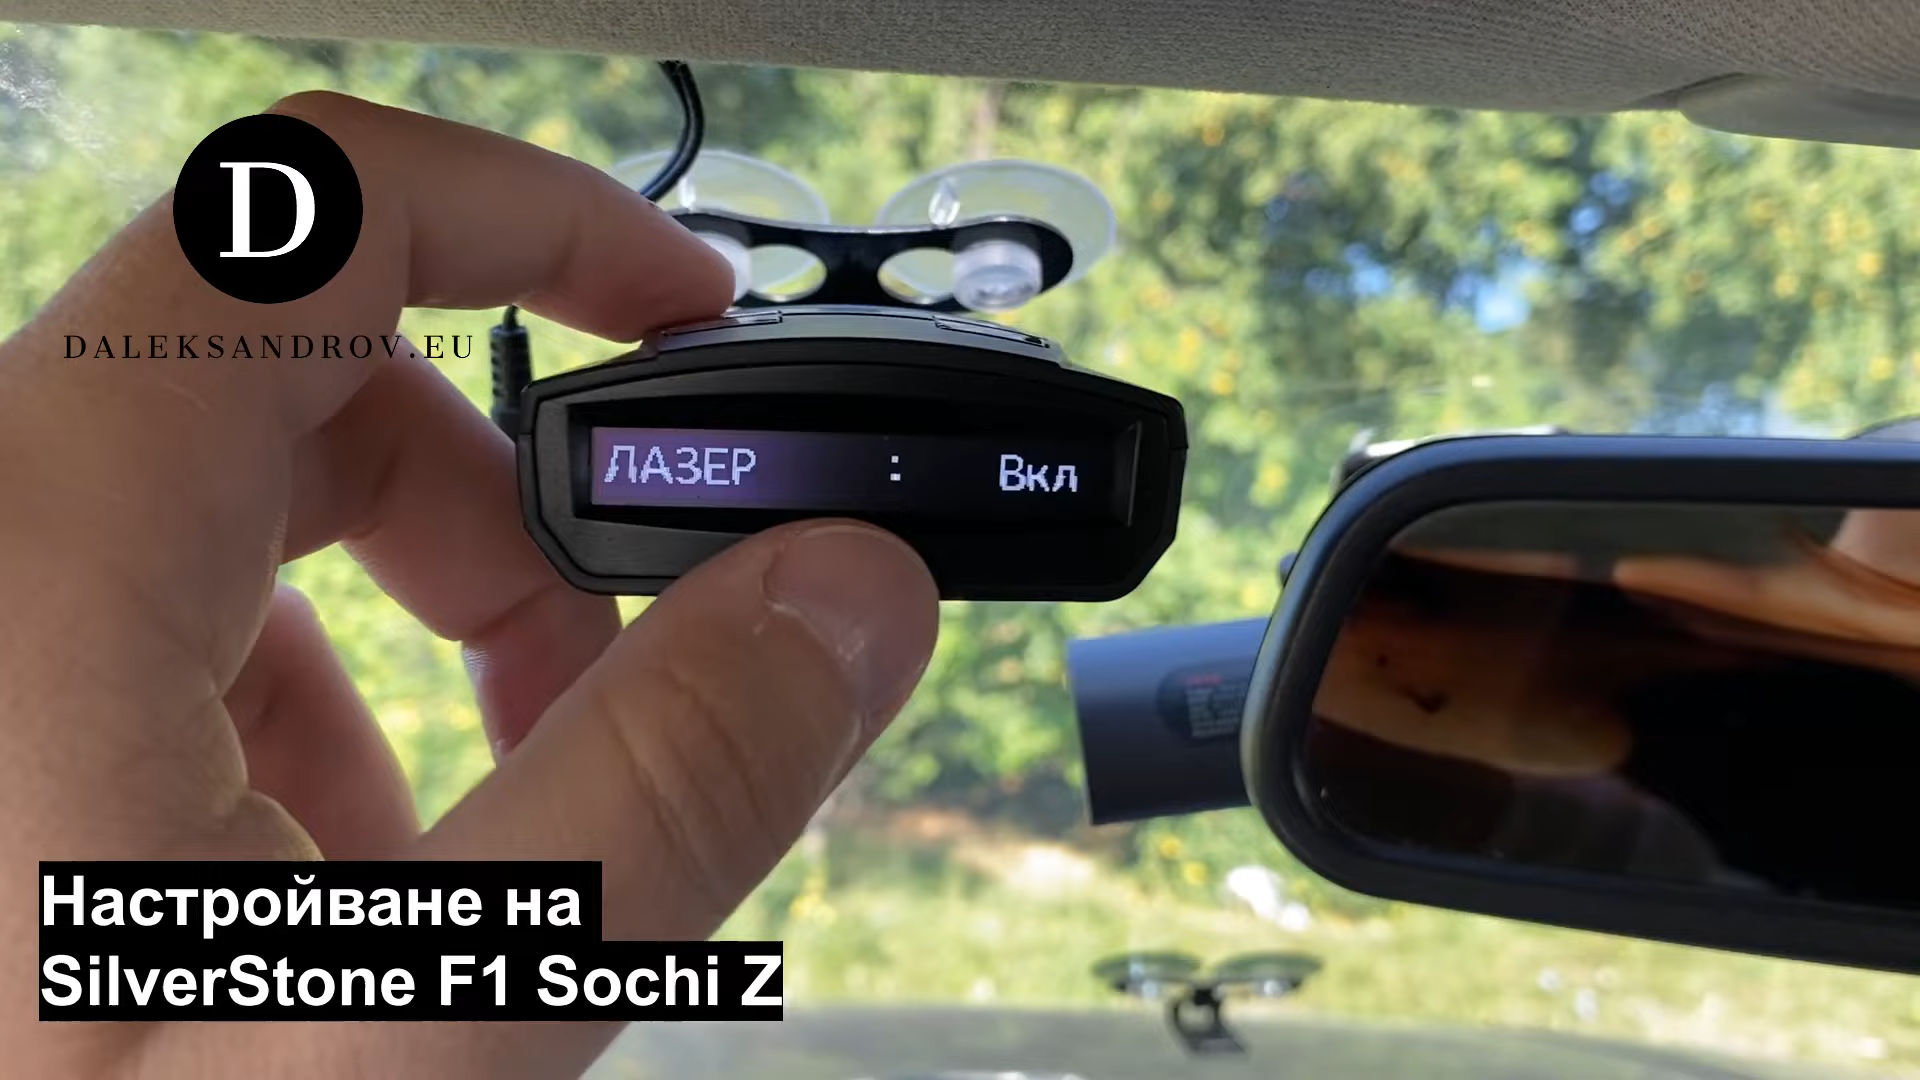 D
DALEKSANDROV.EU
ЛАЗЕР : Вкл
Настройване на
SilverStone F1 Sochi Z